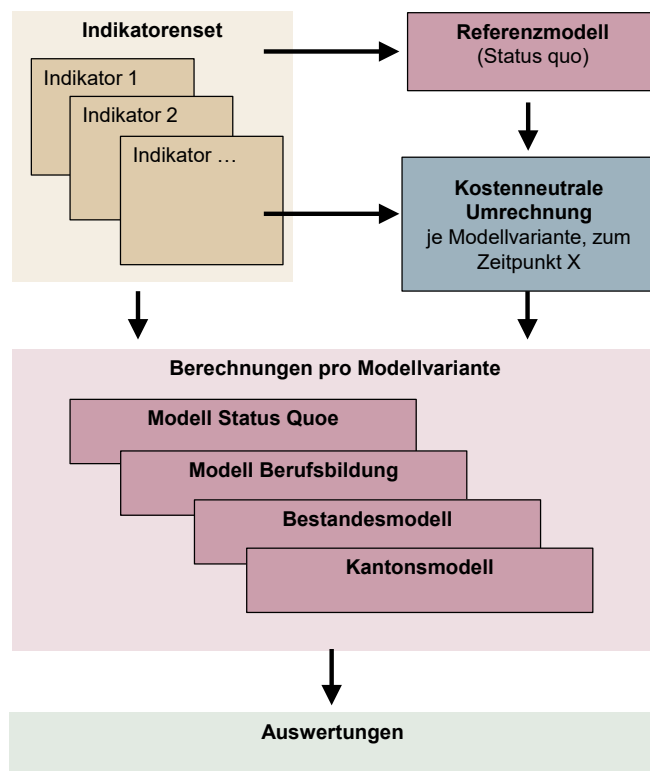 Indikatorenset
Indikator 1
Indikator 2
Indikator …
Referenzmodell
(Status quo)
Kostenneutrale
Umrechnung
je Modellvariante, zum
Zeitpunkt X
Berechnungen pro Modellvariante
Modell Status Quoe
Modell Berufsbildung
Bestandesmodell
Kantonsmodell
Auswertungen